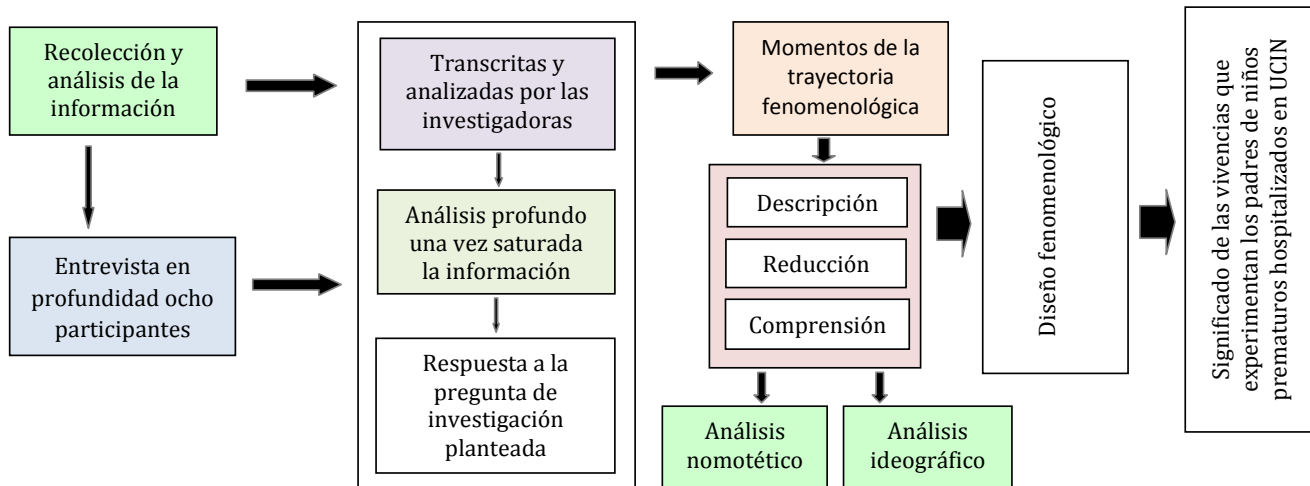 Recolección y
análisis de la
información
Entrevista en
profundidad ocho
participantes
Transcritas y
analizadas por las
investigadoras
Análisis profundo
una vez saturada
la información
Respuesta a la
pregunta de
investigación
planteada
Momentos de la
trayectoria
fenomenológica
Descripción
Reducción
Comprensión
Análisis
nomotético
Análisis
ideográfico
Diseño fenomenológico
Significado de las vivencias que
experimentan los padres de niños
prematuros hospitalizados en UCIN